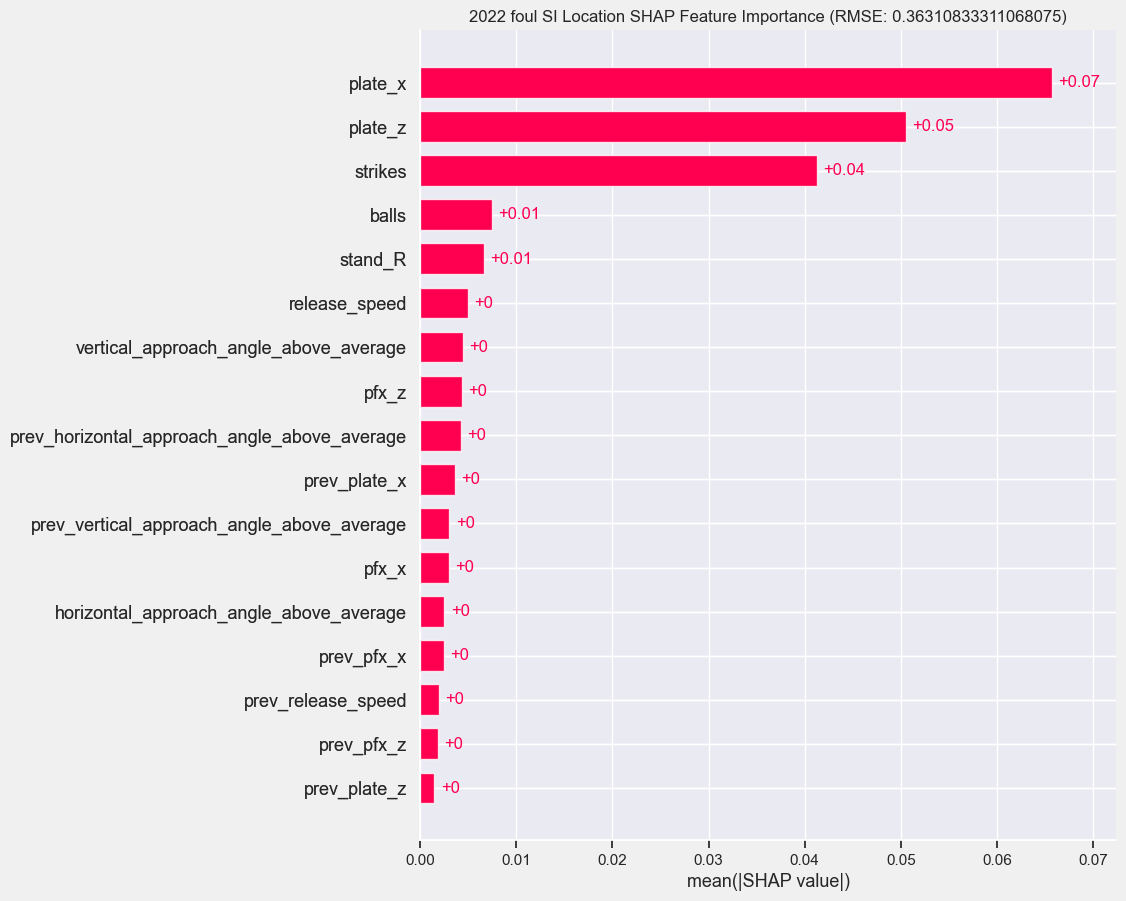 2022 foul SI Location SHAP Feature Importance (RMSE: 0.36310833311068075)
plate_x +0.07
plate_z +0.05
strikes +0.04
balls +0.01
stand_R +0.01
release_speed +0
vertical_approach_angle_above_average +0
pfx_z +0
prev_horizontal_approach_angle_above_average +0
prev_plate_x +0
prev_vertical_approach_angle_above_average +0
pfx_x +0
horizontal_approach_angle_above_average +0
prev_pfx_x +0
prev_release_speed +0
prev_pfx_z +0
prev_plate_z +0
0.00 0.01 0.02 0.03 0.04 0.05 0.06 0.07
mean(|SHAP value|)